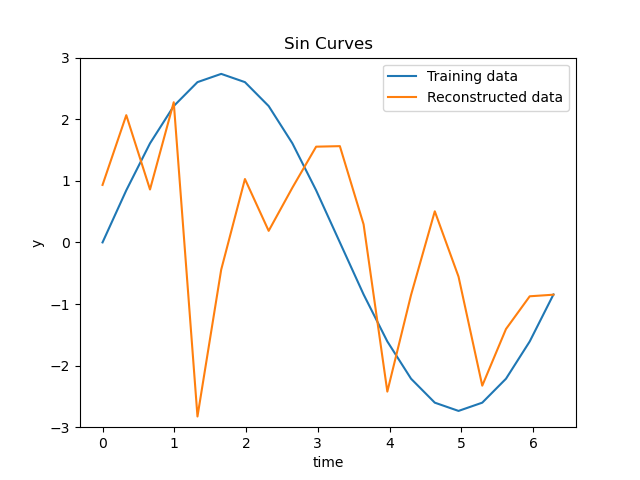 Sin Curves
Training data
Reconstructed data
3
2
1
0
−1
−2
−3
y
0 1 2 3 4 5 6
time